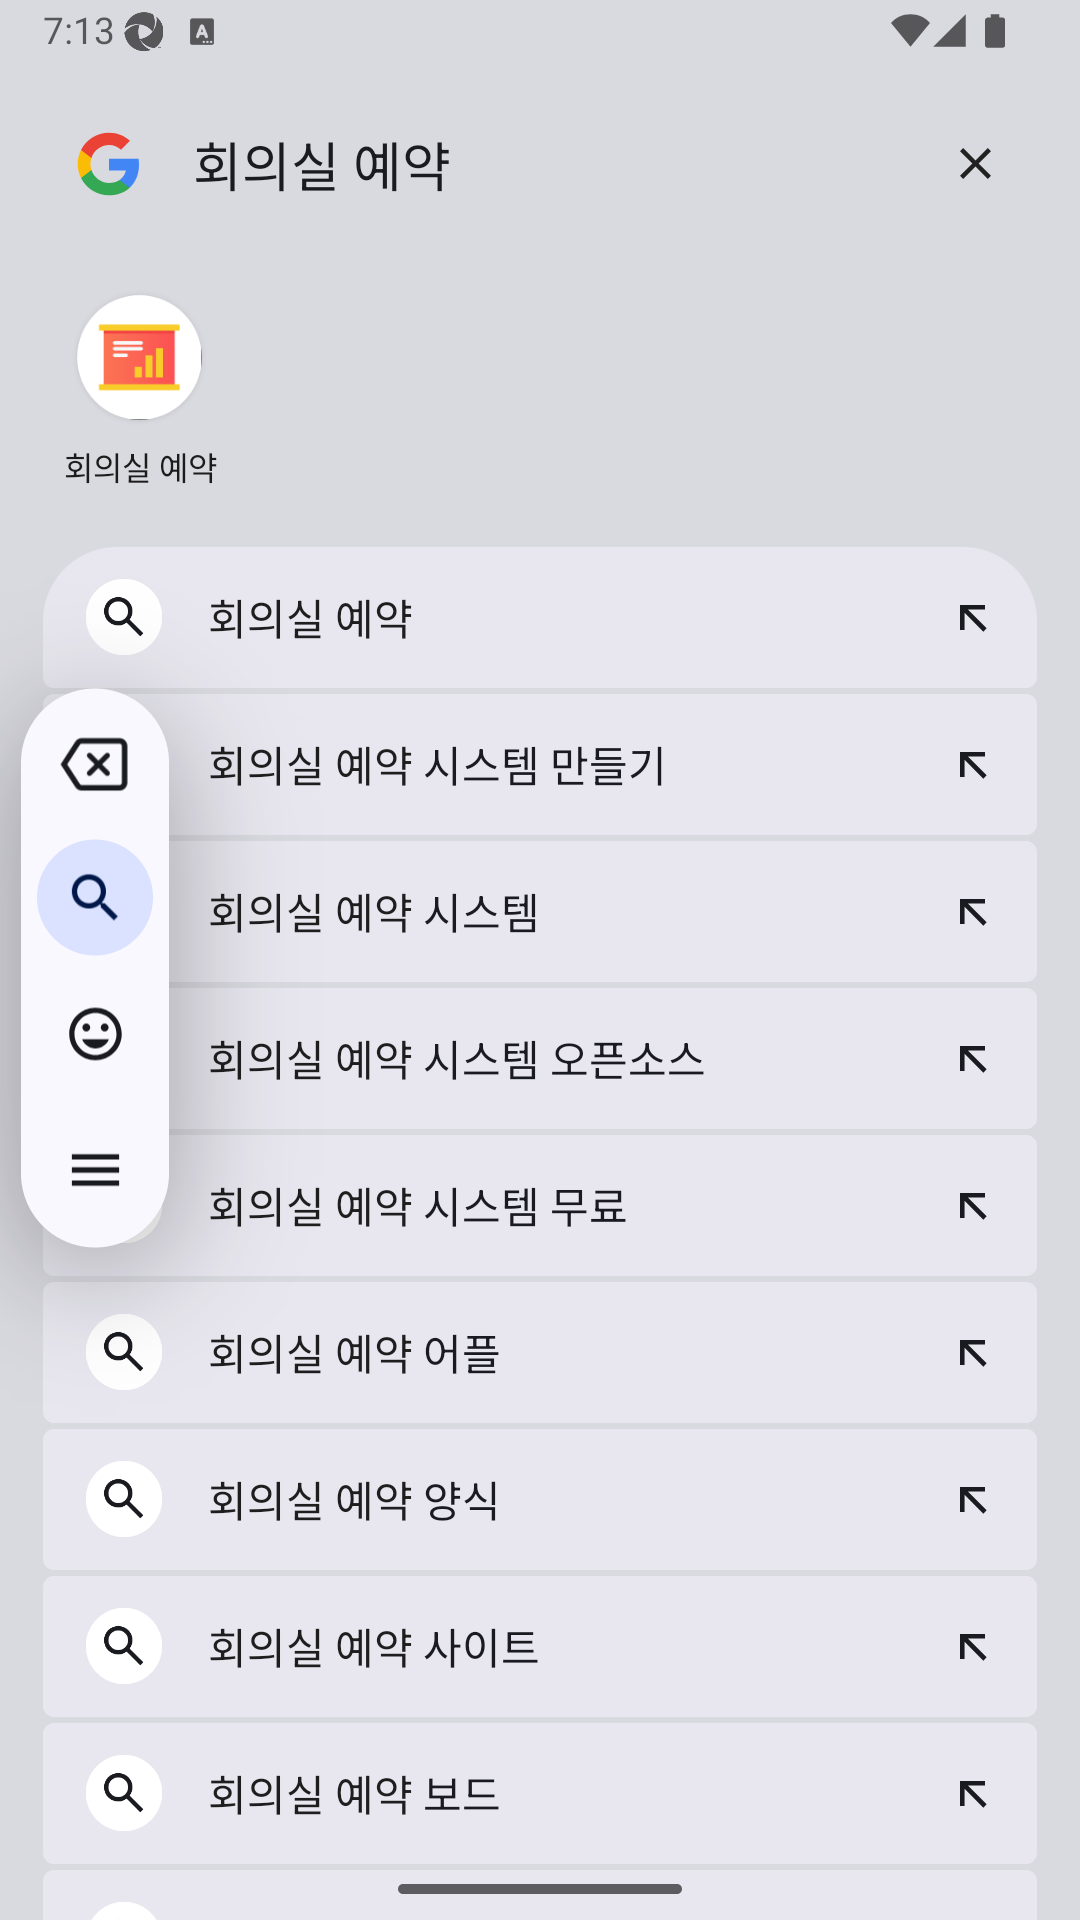 7:13
회의실 예약
회의실 예약
회의실 예약
회의실 예약 시스템 만들기
회의실 예약 시스템
회의실 예약 시스템 오픈소스
회의실 예약 시스템 무료
회의실 예약 어플
회의실 예약 양식
회의실 예약 사이트
회의실 예약 보드